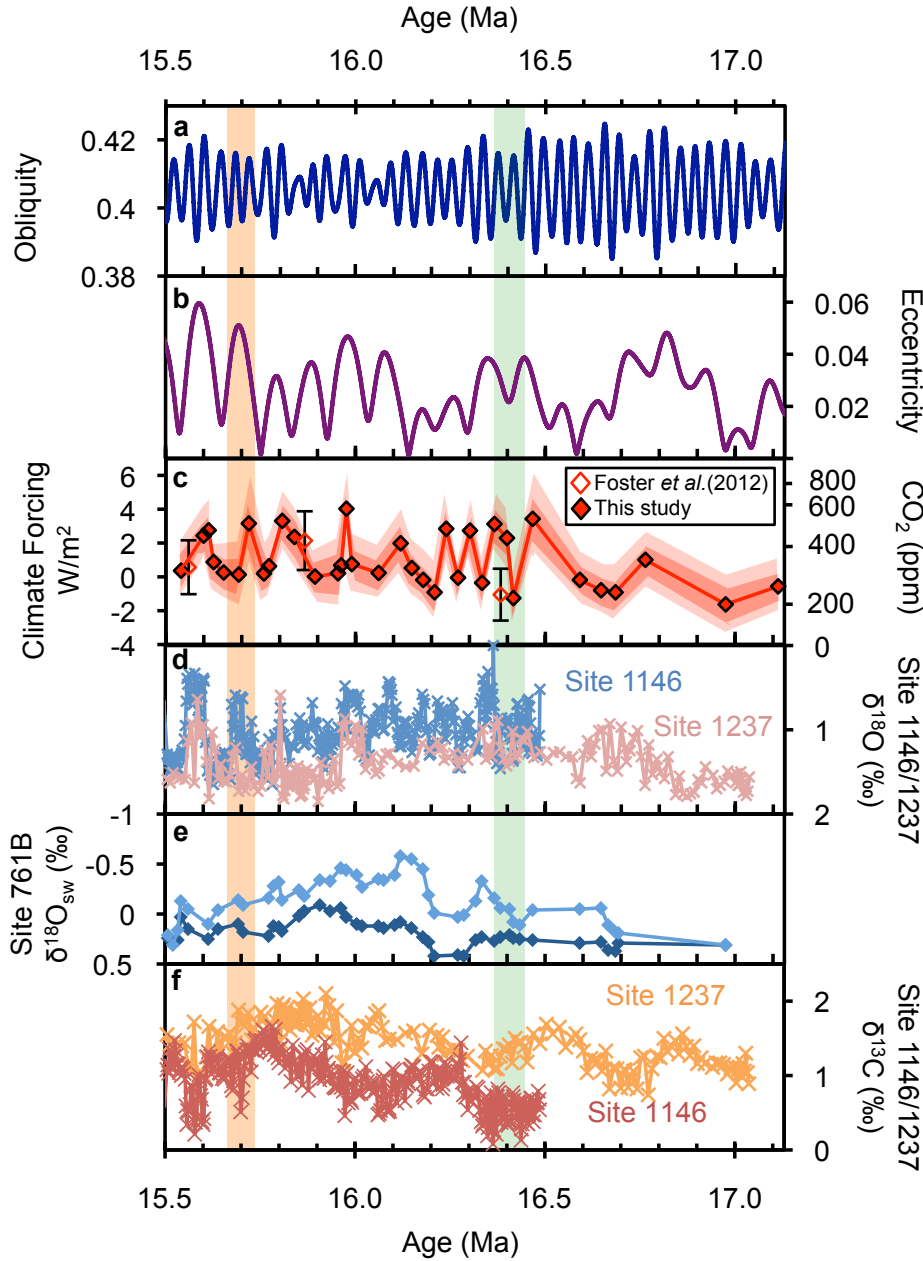 Age (Ma)
15.5 16.0 16.5 17.0
a
0.42
0.4
0.38
Obliquity
b
0.06
0.04
0.02
Eccentricity
c
6
4
2
0
-2
-4
Climate Forcing
W/m²
Foster et al.(2012)
This study
800
600
400
200
0
CO₂ (ppm)
d
Site 1146
Site 1237
1
2
Site 1146/1237
δ¹⁸O (‰)
e
-1
-0.5
0
0.5
Site 761B
δ¹⁸Osw (‰)
f
Site 1237
Site 1146
2
1
0
Site 1146/1237
δ¹³C (‰)
15.5 16.0 16.5 17.0
Age (Ma)